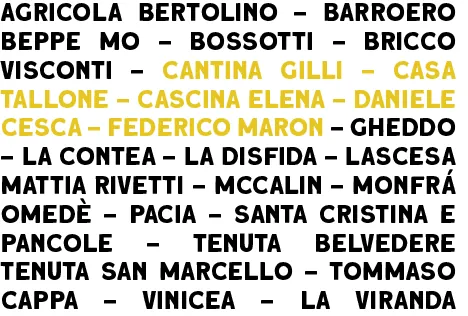 AGRICOLA BERTOLINO – BARROERO
BEPPE MO – BOSSOTTI – BRICCO
VISCONTI – CANTINA GILLI – CASA
TALLONE – CASCINA ELENA – DANIELE
CESCA – FEDERICO MARON – GHEDDO
– LA CONTEA – LA DISFIDA – LASCESA
MATTIA RIVETTI – MCCALIN – MONFRÁ
OMEDÈ – PACIA – SANTA CRISTINA E
PANCOLE – TENUTA BELVEDERE
TENUTA SAN MARCELLO – TOMMASO
CAPPA – VINICEA – LA VIRANDA